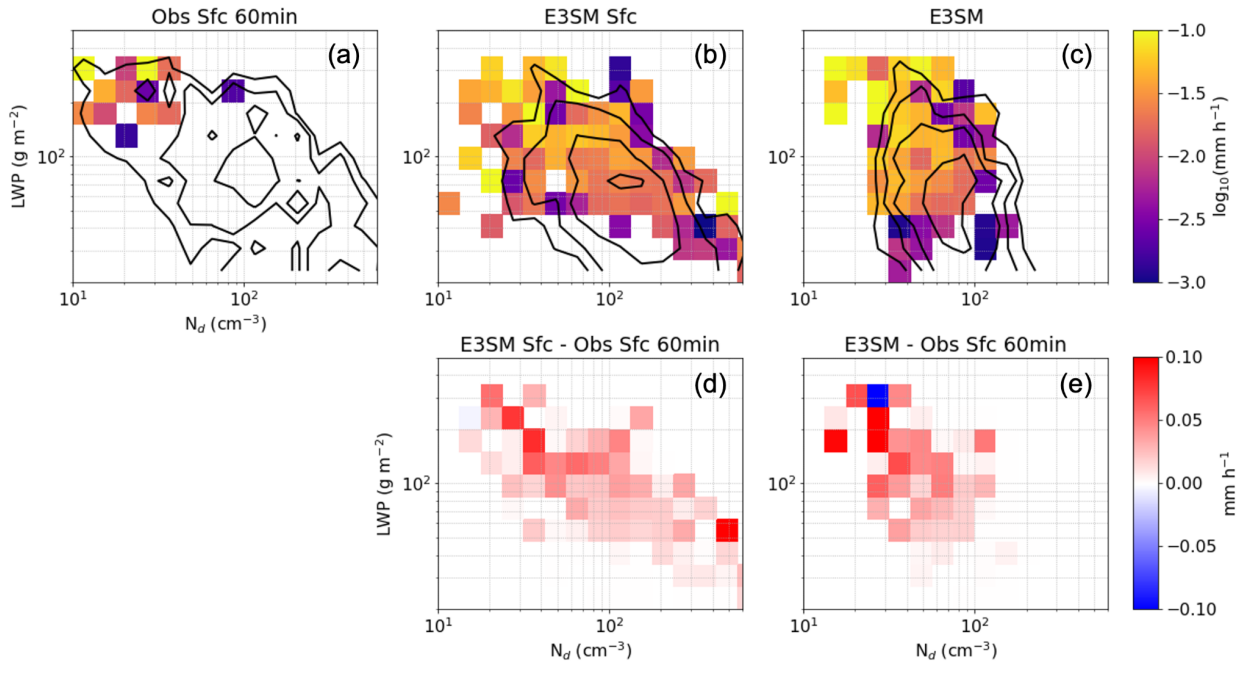 Obs Sfc 60min
E3SM Sfc
E3SM
(a)
(b)
(c)
LWP (g m⁻²)
10²
10²
10²
10¹
10²
10¹
10²
10¹
10²
N_d (cm⁻³)
−1.0
−1.5
−2.0
−2.5
−3.0
log₁₀(mm h⁻¹)
E3SM Sfc - Obs Sfc 60min
E3SM - Obs Sfc 60min
(d)
(e)
LWP (g m⁻²)
10²
10²
10¹
10²
10¹
10²
N_d (cm⁻³)
N_d (cm⁻³)
0.10
0.05
0.00
−0.05
−0.10
mm h⁻¹